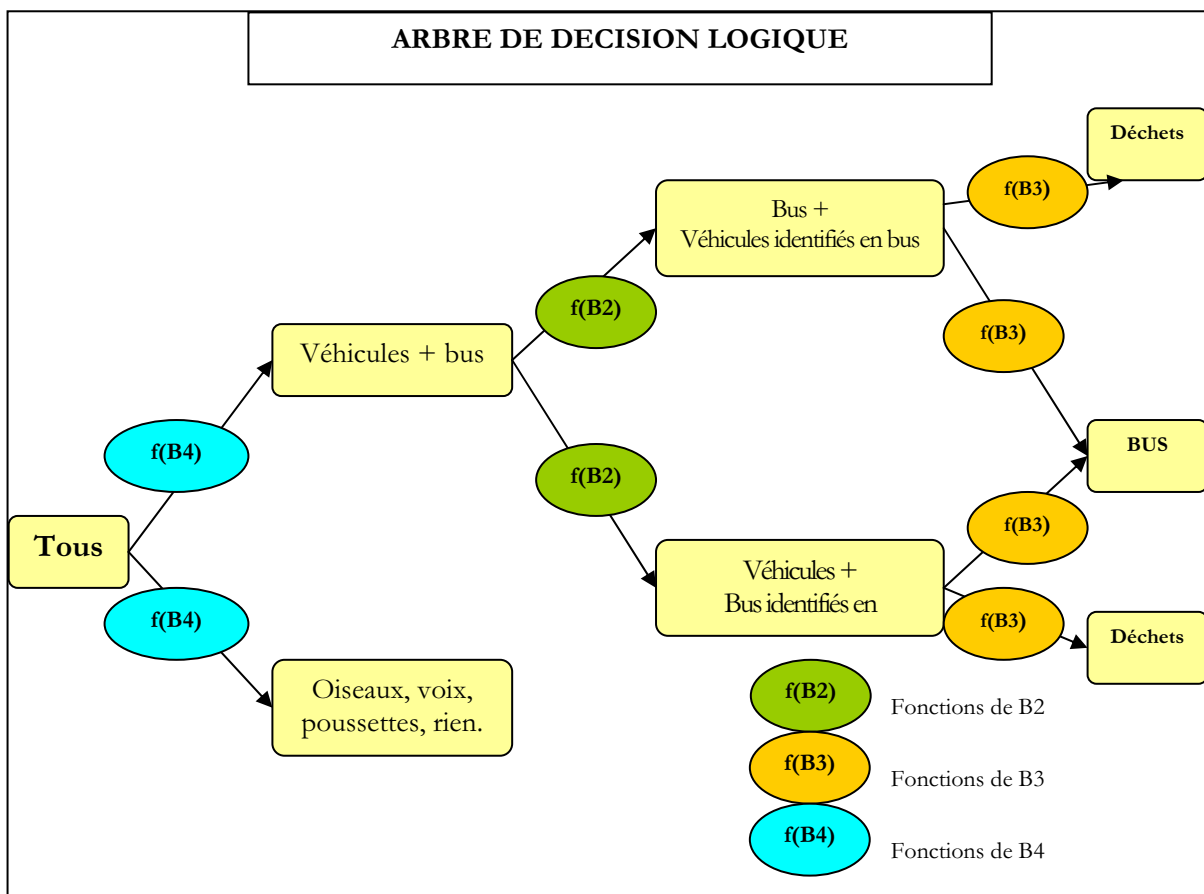 ARBRE DE DECISION LOGIQUE
Déchets
f(B3)
Bus +
Véhicules identifiés en bus
f(B2)
f(B3)
Véhicules + bus
f(B4)
f(B2)
BUS
f(B3)
Tous
Véhicules +
Bus identifiés en
f(B4)
f(B3)
Déchets
Oiseaux, voix,
poussettes, rien.
f(B2)
Fonctions de B2
f(B3)
Fonctions de B3
f(B4)
Fonctions de B4